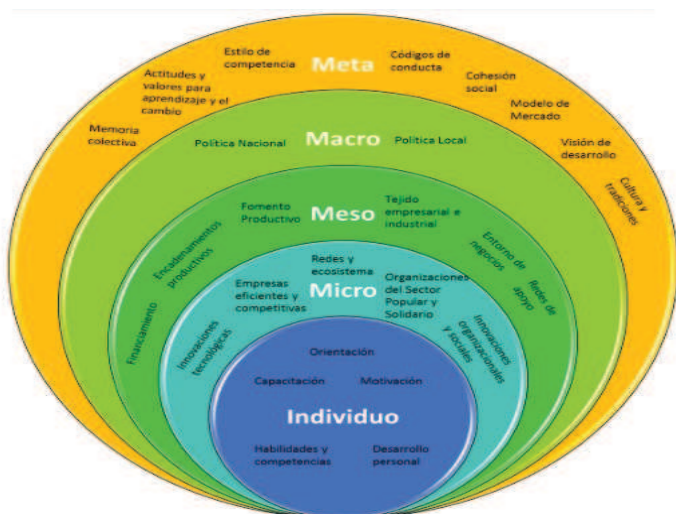 Estilo de
competencia
Meta
Códigos de
conducta
Actitudes y
valores para
aprendizaje y el
cambio
Cohesión
social
Modelo de
Mercado
Memoria
colectiva
Visión de
desarrollo
Cultura y
tradiciones
Política Nacional
Macro
Política Local
Fomento
Productivo
Meso
Tejido
empresarial e
industrial
Encadenamientos
productivos
Entorno de
negocios
Financiamiento
Redes de
apoyo
Redes y
ecosistema
Empresas
eficientes y
competitivas
Micro
Organizaciones
del Sector
Popular y
Solidario
Innovaciones
tecnológicas
Innovaciones
organizacionales
y sociales
Orientación
Capacitación
Motivación
Individuo
Habilidades y
competencias
Desarrollo
personal